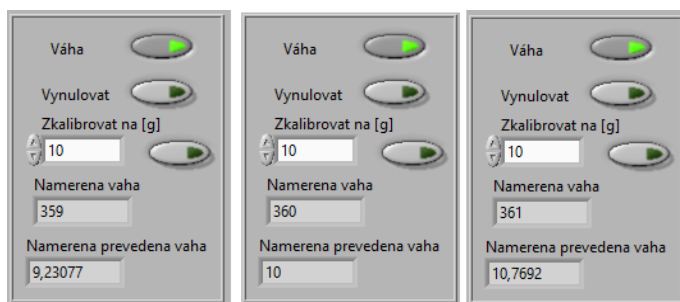 Váha
Vynulovat
Zkalibrovat na [g]
10
Namerena vaha
359
Namerena prevedena vaha
9,23077
Váha
Vynulovat
Zkalibrovat na [g]
10
Namerena vaha
360
Namerena prevedena vaha
10
Váha
Vynulovat
Zkalibrovat na [g]
10
Namerena vaha
361
Namerena prevedena vaha
10,7692